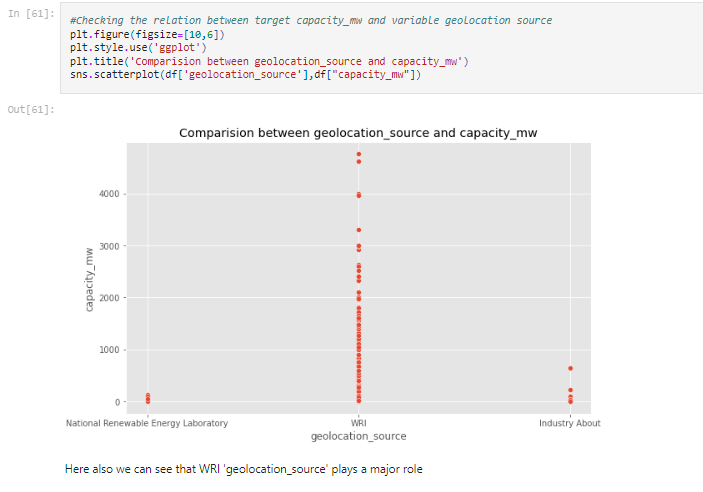 In [61]:
#Checking the relation between target capacity_mw and variable geolocation source
plt.figure(figsize=[10,6])
plt.style.use('ggplot')
plt.title('Comparision between geolocation_source and capacity_mw')
sns.scatterplot(df['geolocation_source'],df["capacity_mw"])
Out[61]:
Comparision between geolocation_source and capacity_mw
capacity_mw
4000
3000
2000
1000
0
National Renewable Energy Laboratory
WRI
Industry About
geolocation_source
Here also we can see that WRI 'geolocation_source' plays a major role